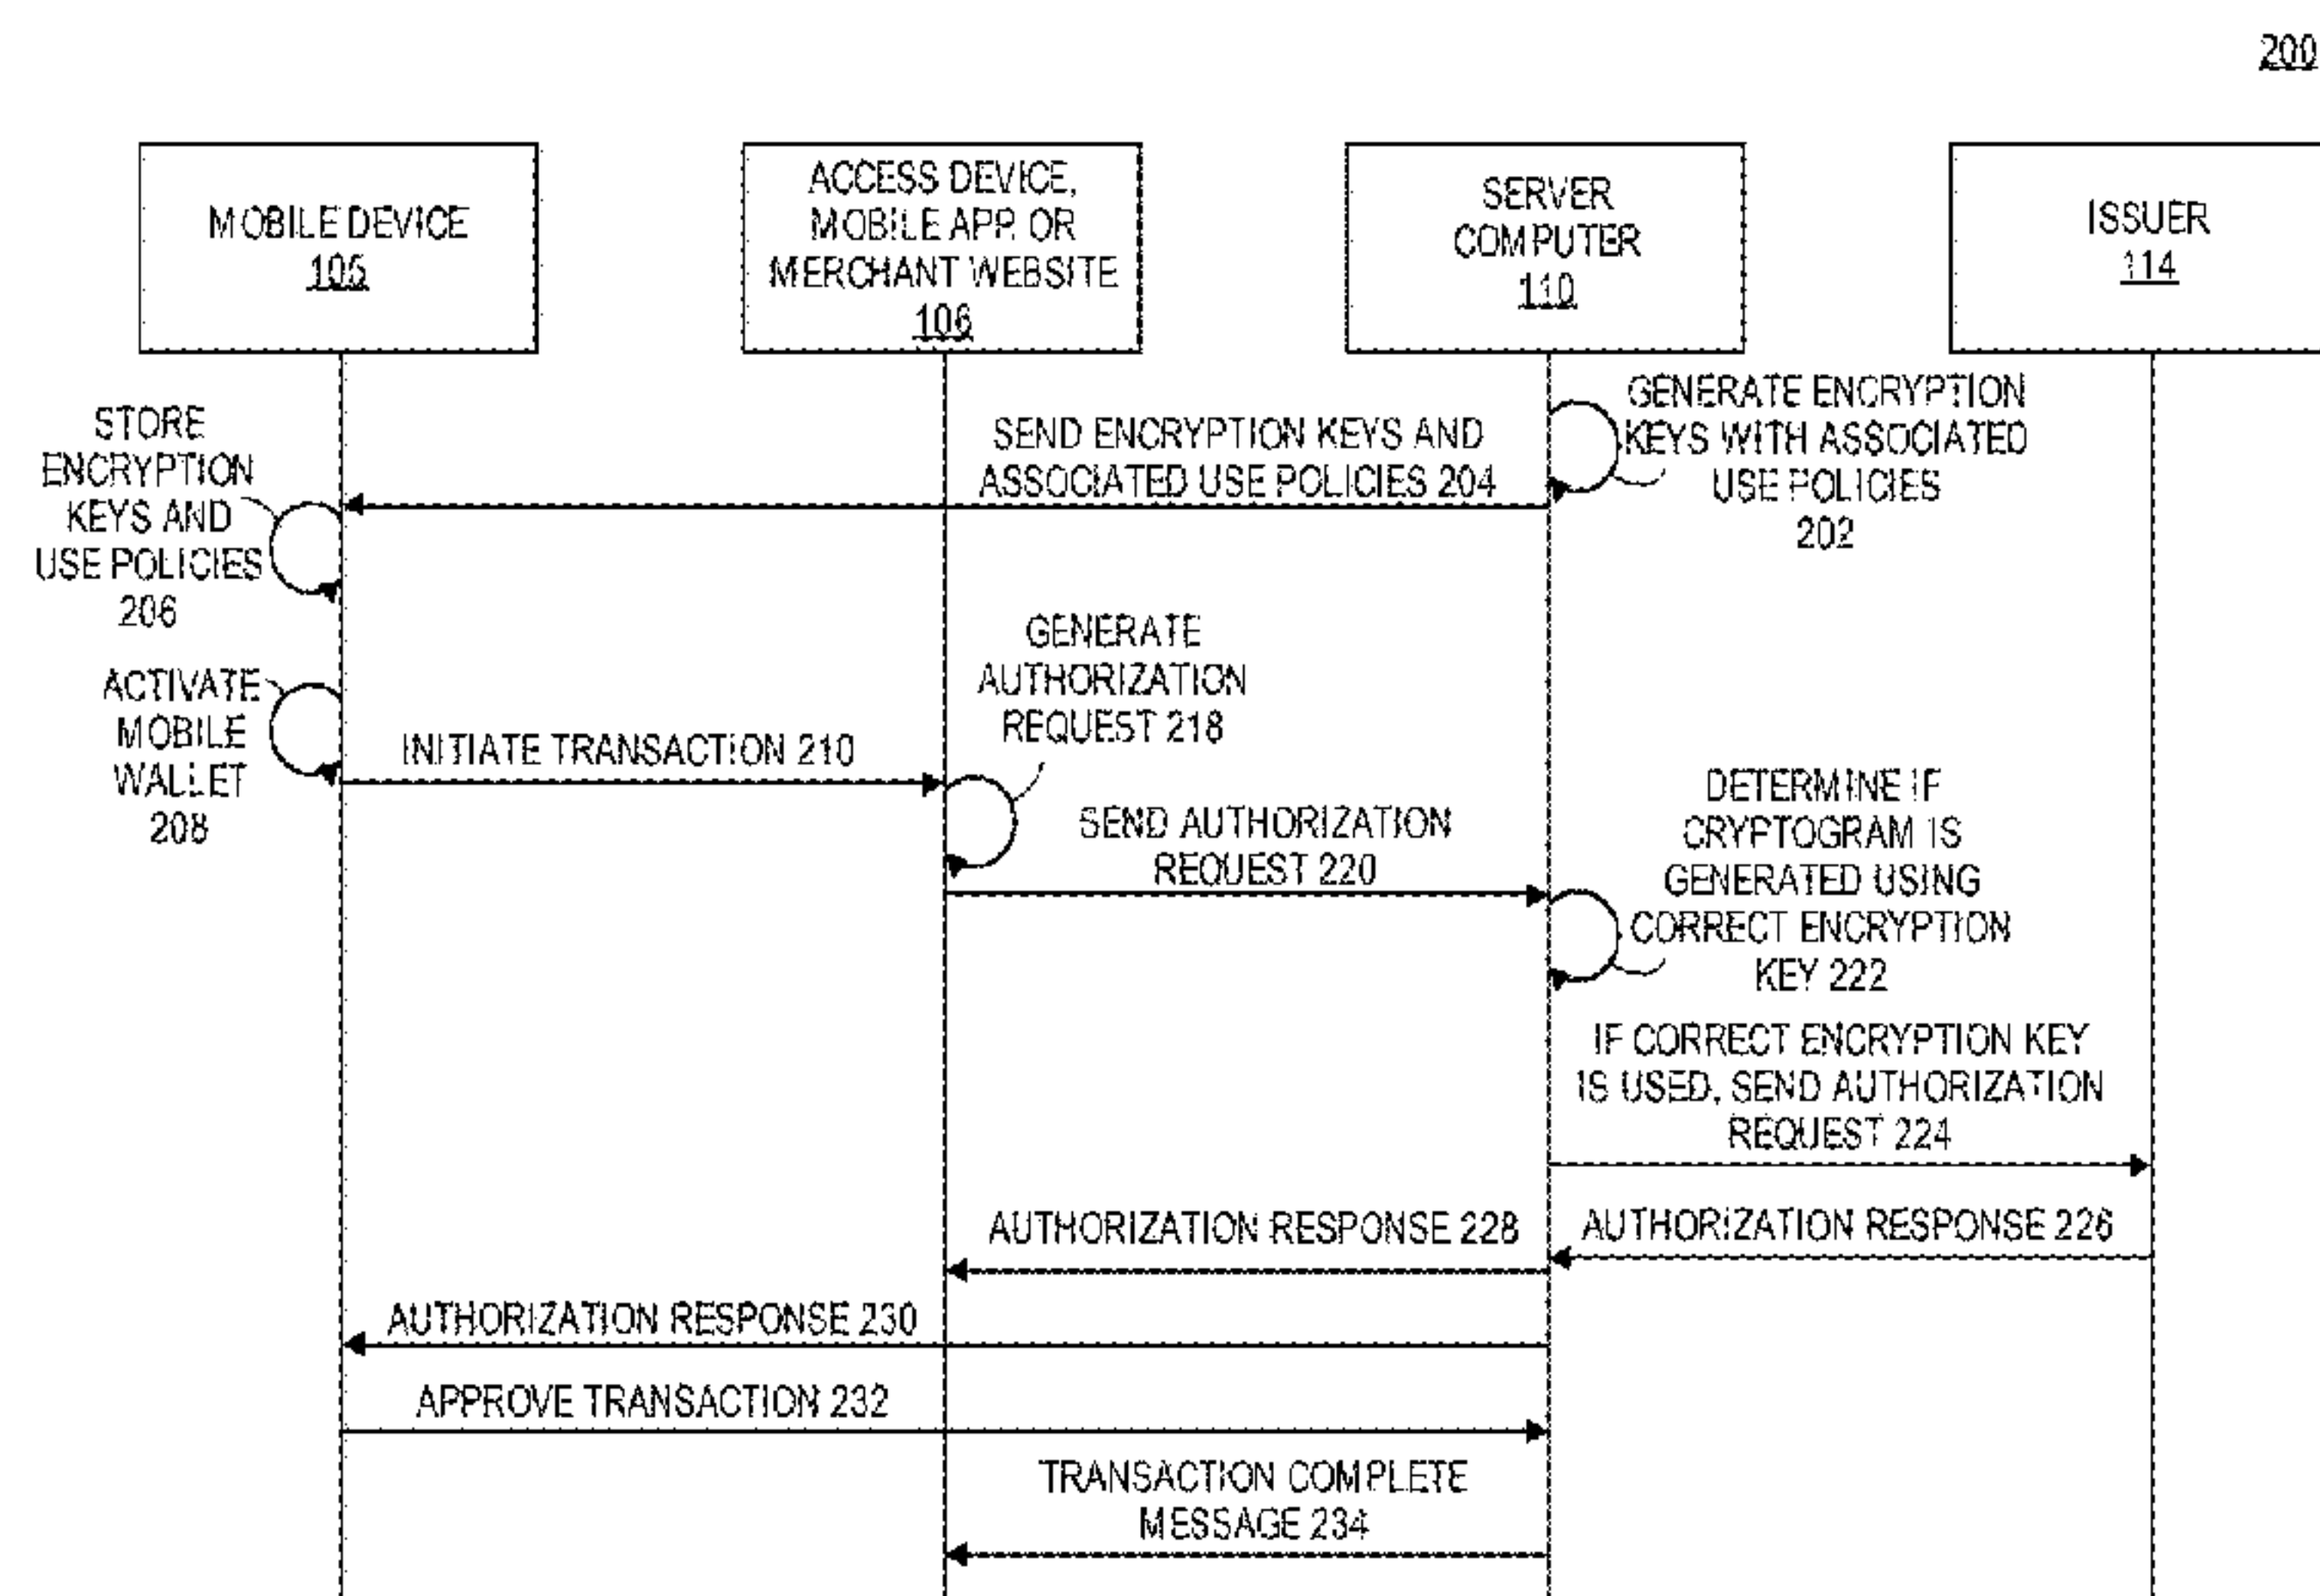 200
MOBILE DEVICE
105
ACCESS DEVICE,
MOBILE APP, OR
MERCHANT WEBSITE
106
SERVER
COMPUTER
110
ISSUER
114
GENERATE ENCRYPTION
KEYS WITH ASSOCIATED
USE POLICIES
202
SEND ENCRYPTION KEYS AND
ASSOCIATED USE POLICIES 204
STORE
ENCRYPTION
KEYS AND
USE POLICIES
206
ACTIVATE
MOBILE
WALLET
208
INITIATE TRANSACTION 210
GENERATE
AUTHORIZATION
REQUEST 218
SEND AUTHORIZATION
REQUEST 220
DETERMINE IF
CRYPTOGRAM IS
GENERATED USING
CORRECT ENCRYPTION
KEY 222
IF CORRECT ENCRYPTION KEY
IS USED, SEND AUTHORIZATION
REQUEST 224
AUTHORIZATION RESPONSE 226
AUTHORIZATION RESPONSE 228
AUTHORIZATION RESPONSE 230
APPROVE TRANSACTION 232
TRANSACTION COMPLETE
MESSAGE 234